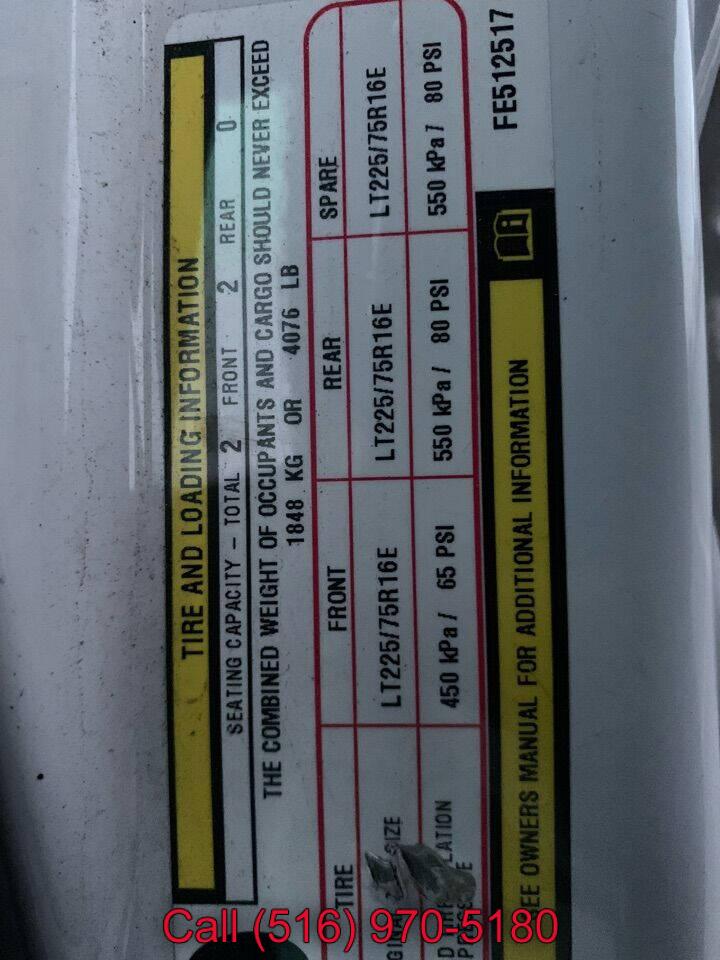 TIRE AND LOADING INFORMATION
SEATING CAPACITY – TOTAL 2 FRONT 2 REAR 0
THE COMBINED WEIGHT OF OCCUPANTS AND CARGO SHOULD NEVER EXCEED
1848 KG OR 4076 LB
TIRE FRONT REAR SPARE
SIZE LT225/75R16E LT225/75R16E LT225/75R16E
450 kPa / 65 PSI 550 kPa / 80 PSI 550 kPa / 80 PSI
OWNERS MANUAL FOR ADDITIONAL INFORMATION
FE512517
Call (516) 970-5180